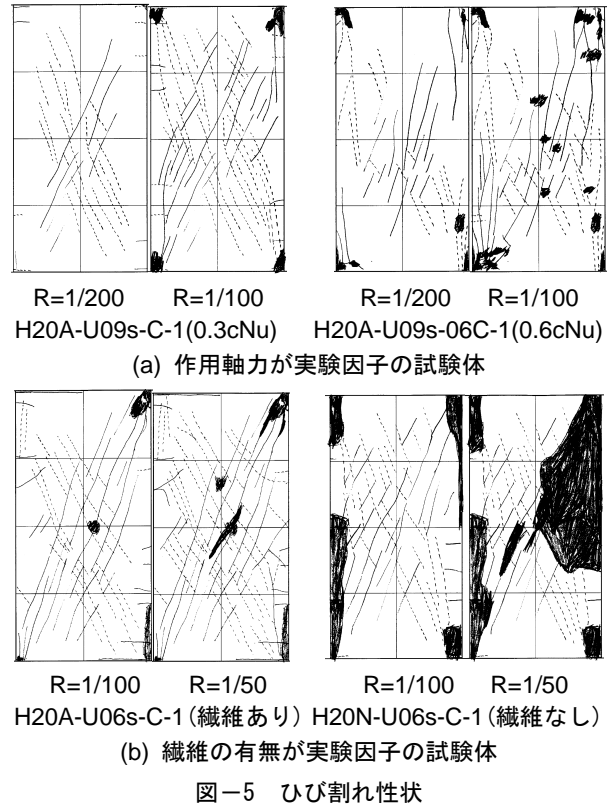 R=1/200 R=1/100 R=1/200 R=1/100
H20A-U09s-C-1(0.3cNu) H20A-U09s-06C-1(0.6cNu)
(a) 作用軸力が実験因子の試験体
R=1/100 R=1/50 R=1/100 R=1/50
H20A-U06s-C-1(繊維あり) H20N-U06s-C-1(繊維なし)
(b) 繊維の有無が実験因子の試験体
図-5 ひび割れ性状